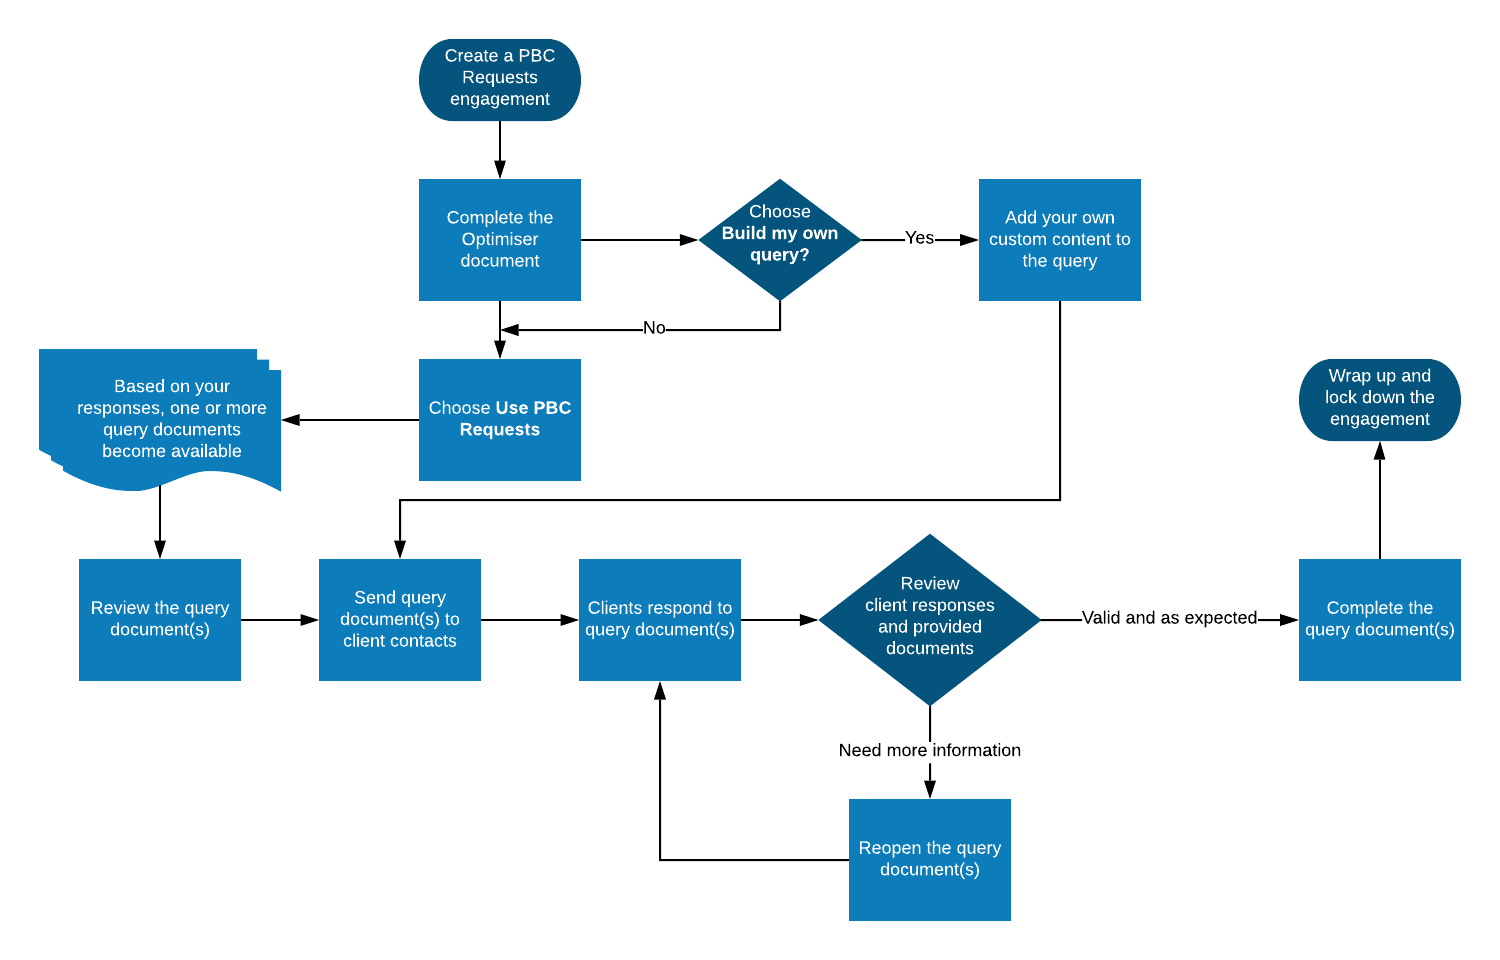 Create a PBC
Requests
engagement
Complete the
Optimiser
document
Choose
Build my own
query?
Yes
Add your own
custom content to
the query
No
Based on your
responses, one or more
query documents
become available
Choose Use PBC
Requests
Wrap up and
lock down the
engagement
Review the query
document(s)
Send query
document(s) to
client contacts
Clients respond to
query document(s)
Review
client responses
and provided
documents
Valid and as expected
Complete the
query document(s)
Need more information
Reopen the query
document(s)